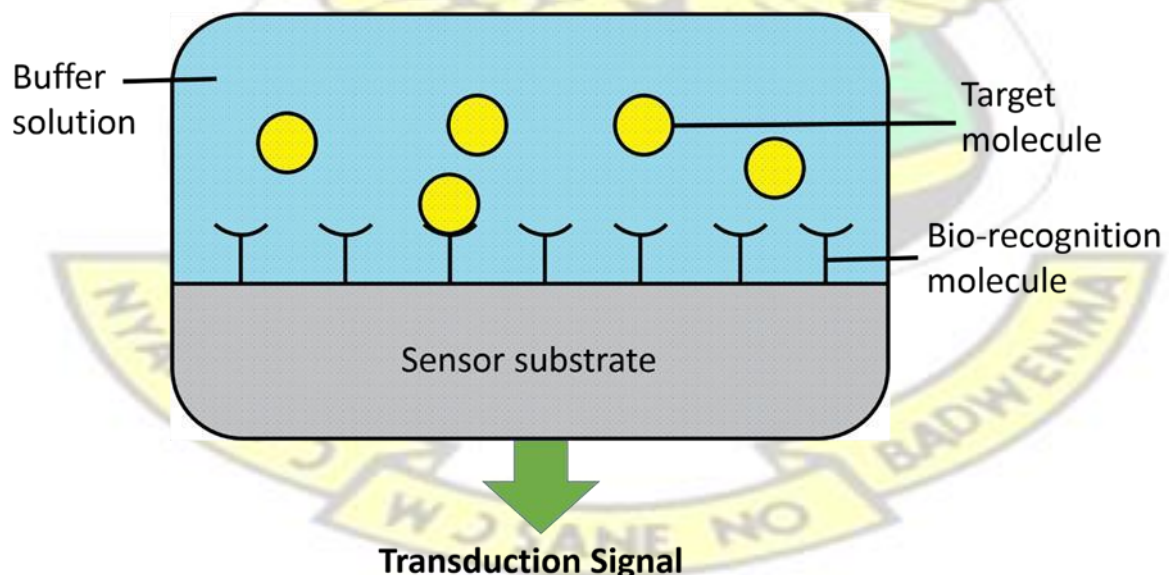 Buffer
solution
Target
molecule
Bio-recognition
molecule
Sensor substrate
Transduction Signal
BADWENMA
W Ɔ SANE NO